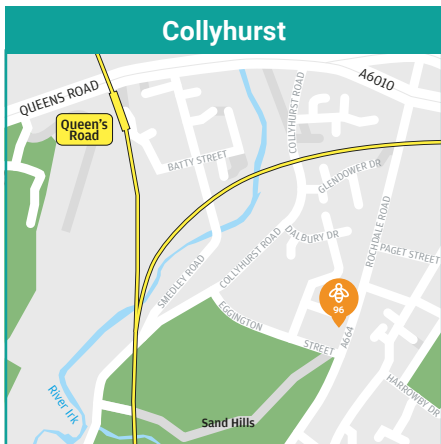 Collyhurst
QUEENS ROAD
A6010
Queen's
Road
COLLYHURST ROAD
BATTY STREET
GLENDOWER DR
ROCHDALE ROAD
DALBURY DR
PAGET STREET
SMEDLEY ROAD
COLLYHURST ROAD
96
EGGINGTON
STREET
A664
HARROWBY DR
River Irk
Sand Hills